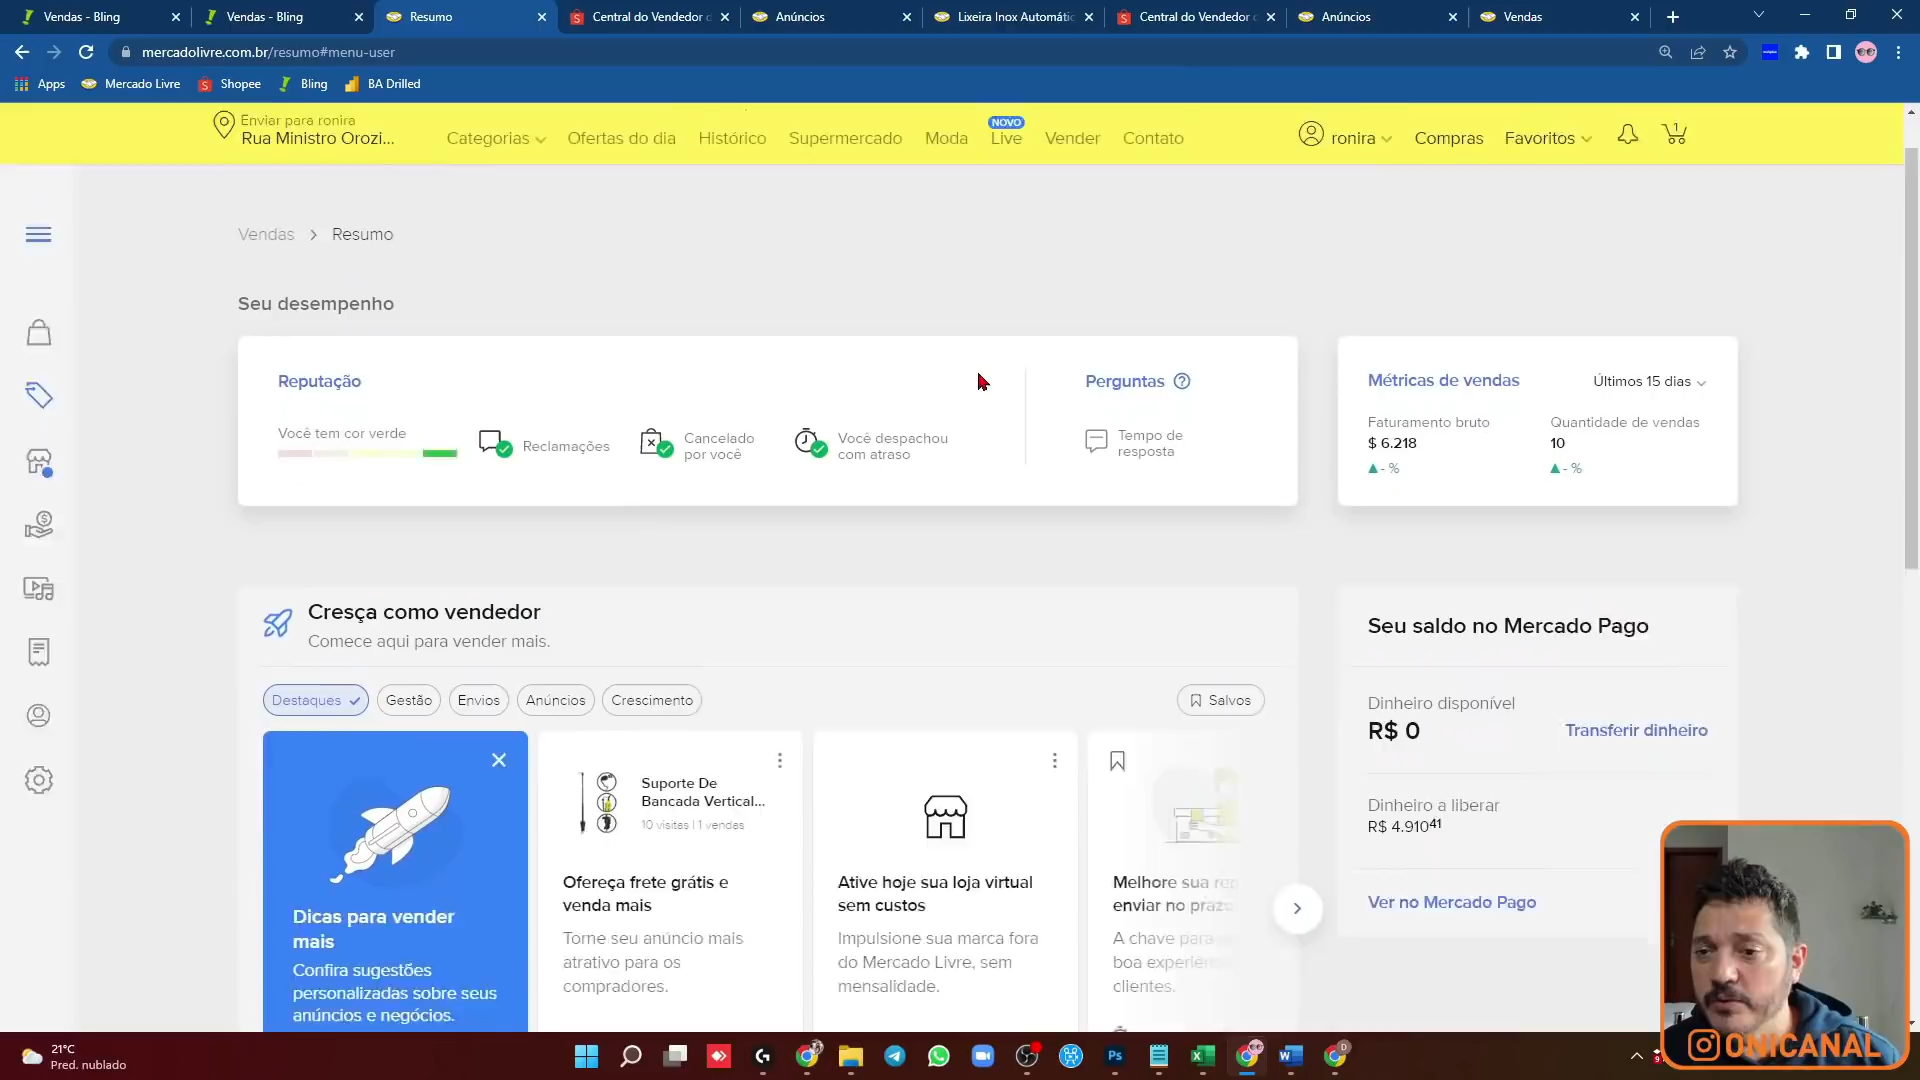 Vendas - Bling
Vendas - Bling
Resumo
Central do Vendedor
Anúncios
Lixeira Inox Automátic
Central do Vendedor
Anúncios
Vendas
mercadolivre.com.br/resumo#menu-user
Apps
Mercado Livre
Shopee
Bling
BA Drilled
Enviar para ronira
Rua Ministro Orozi...
Categorias
Ofertas do dia
Histórico
Supermercado
Moda
NOVO
Live
Vender
Contato
ronira
Compras
Favoritos
1
Vendas > Resumo
Seu desempenho
Reputação
Você tem cor verde
Reclamações
Cancelado
por você
Você despachou
com atraso
Perguntas
Tempo de
resposta
Métricas de vendas
Últimos 15 dias
Faturamento bruto
$ 6.218
- %
Quantidade de vendas
10
- %
Cresça como vendedor
Comece aqui para vender mais.
Destaques
Gestão
Envios
Anúncios
Crescimento
Salvos
Dicas para vender
mais
Confira sugestões
personalizadas sobre seus
anúncios e negócios.
Suporte De
Bancada Vertical...
10 visitas | 1 vendas
Ofereça frete grátis e
venda mais
Torne seu anúncio mais
atrativo para os
compradores.
Ative hoje sua loja virtual
sem custos
Impulsione sua marca fora
do Mercado Livre, sem
mensalidade.
Melhore sua
enviar no prazo
A chave para
boa
clientes.
Seu saldo no Mercado Pago
Dinheiro disponível
R$ 0
Transferir dinheiro
Dinheiro a liberar
R$ 4.910⁴¹
Ver no Mercado Pago
ONICANAL
21°C
Pred. nublado
Ps